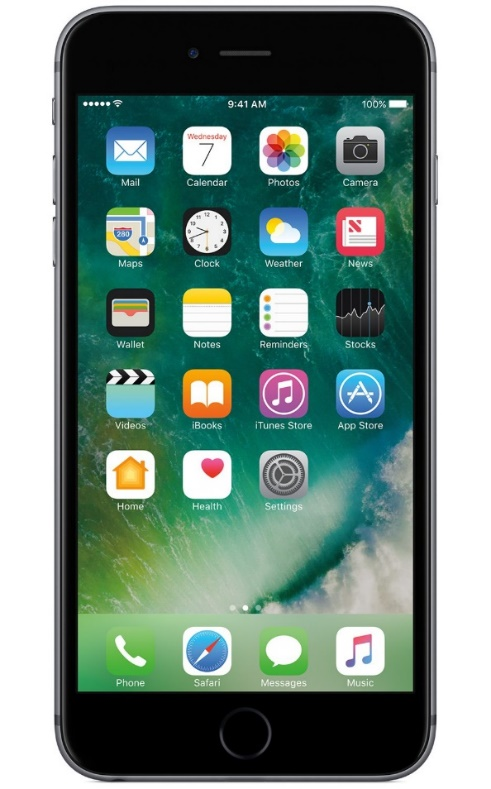 9:41 AM
100%
Wednesday
7
Mail
Calendar
Photos
Camera
280
Maps
Clock
Weather
News
Wallet
Notes
Reminders
Stocks
Videos
iBooks
iTunes Store
App Store
Home
Health
Settings
Phone
Safari
Messages
Music